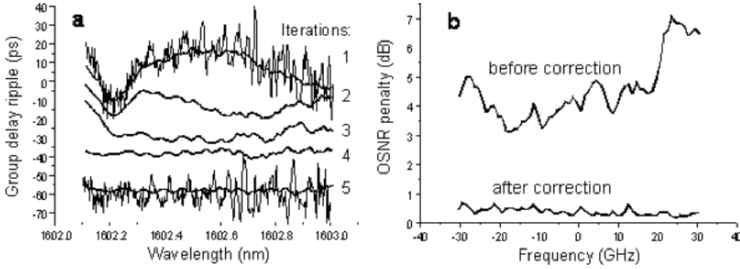 a
Iterations:
1
2
3
4
5
40
30
20
10
0
-10
-20
-30
-40
-50
-60
-70
Group delay ripple (ps)
1602.0 1602.2 1602.4 1602.6 1602.8 1603.0
Wavelength (nm)
b
before correction
after correction
7
6
5
4
3
2
1
0
OSNR penalty (dB)
-40 -30 -20 -10 0 10 20 30 40
Frequency (GHz)